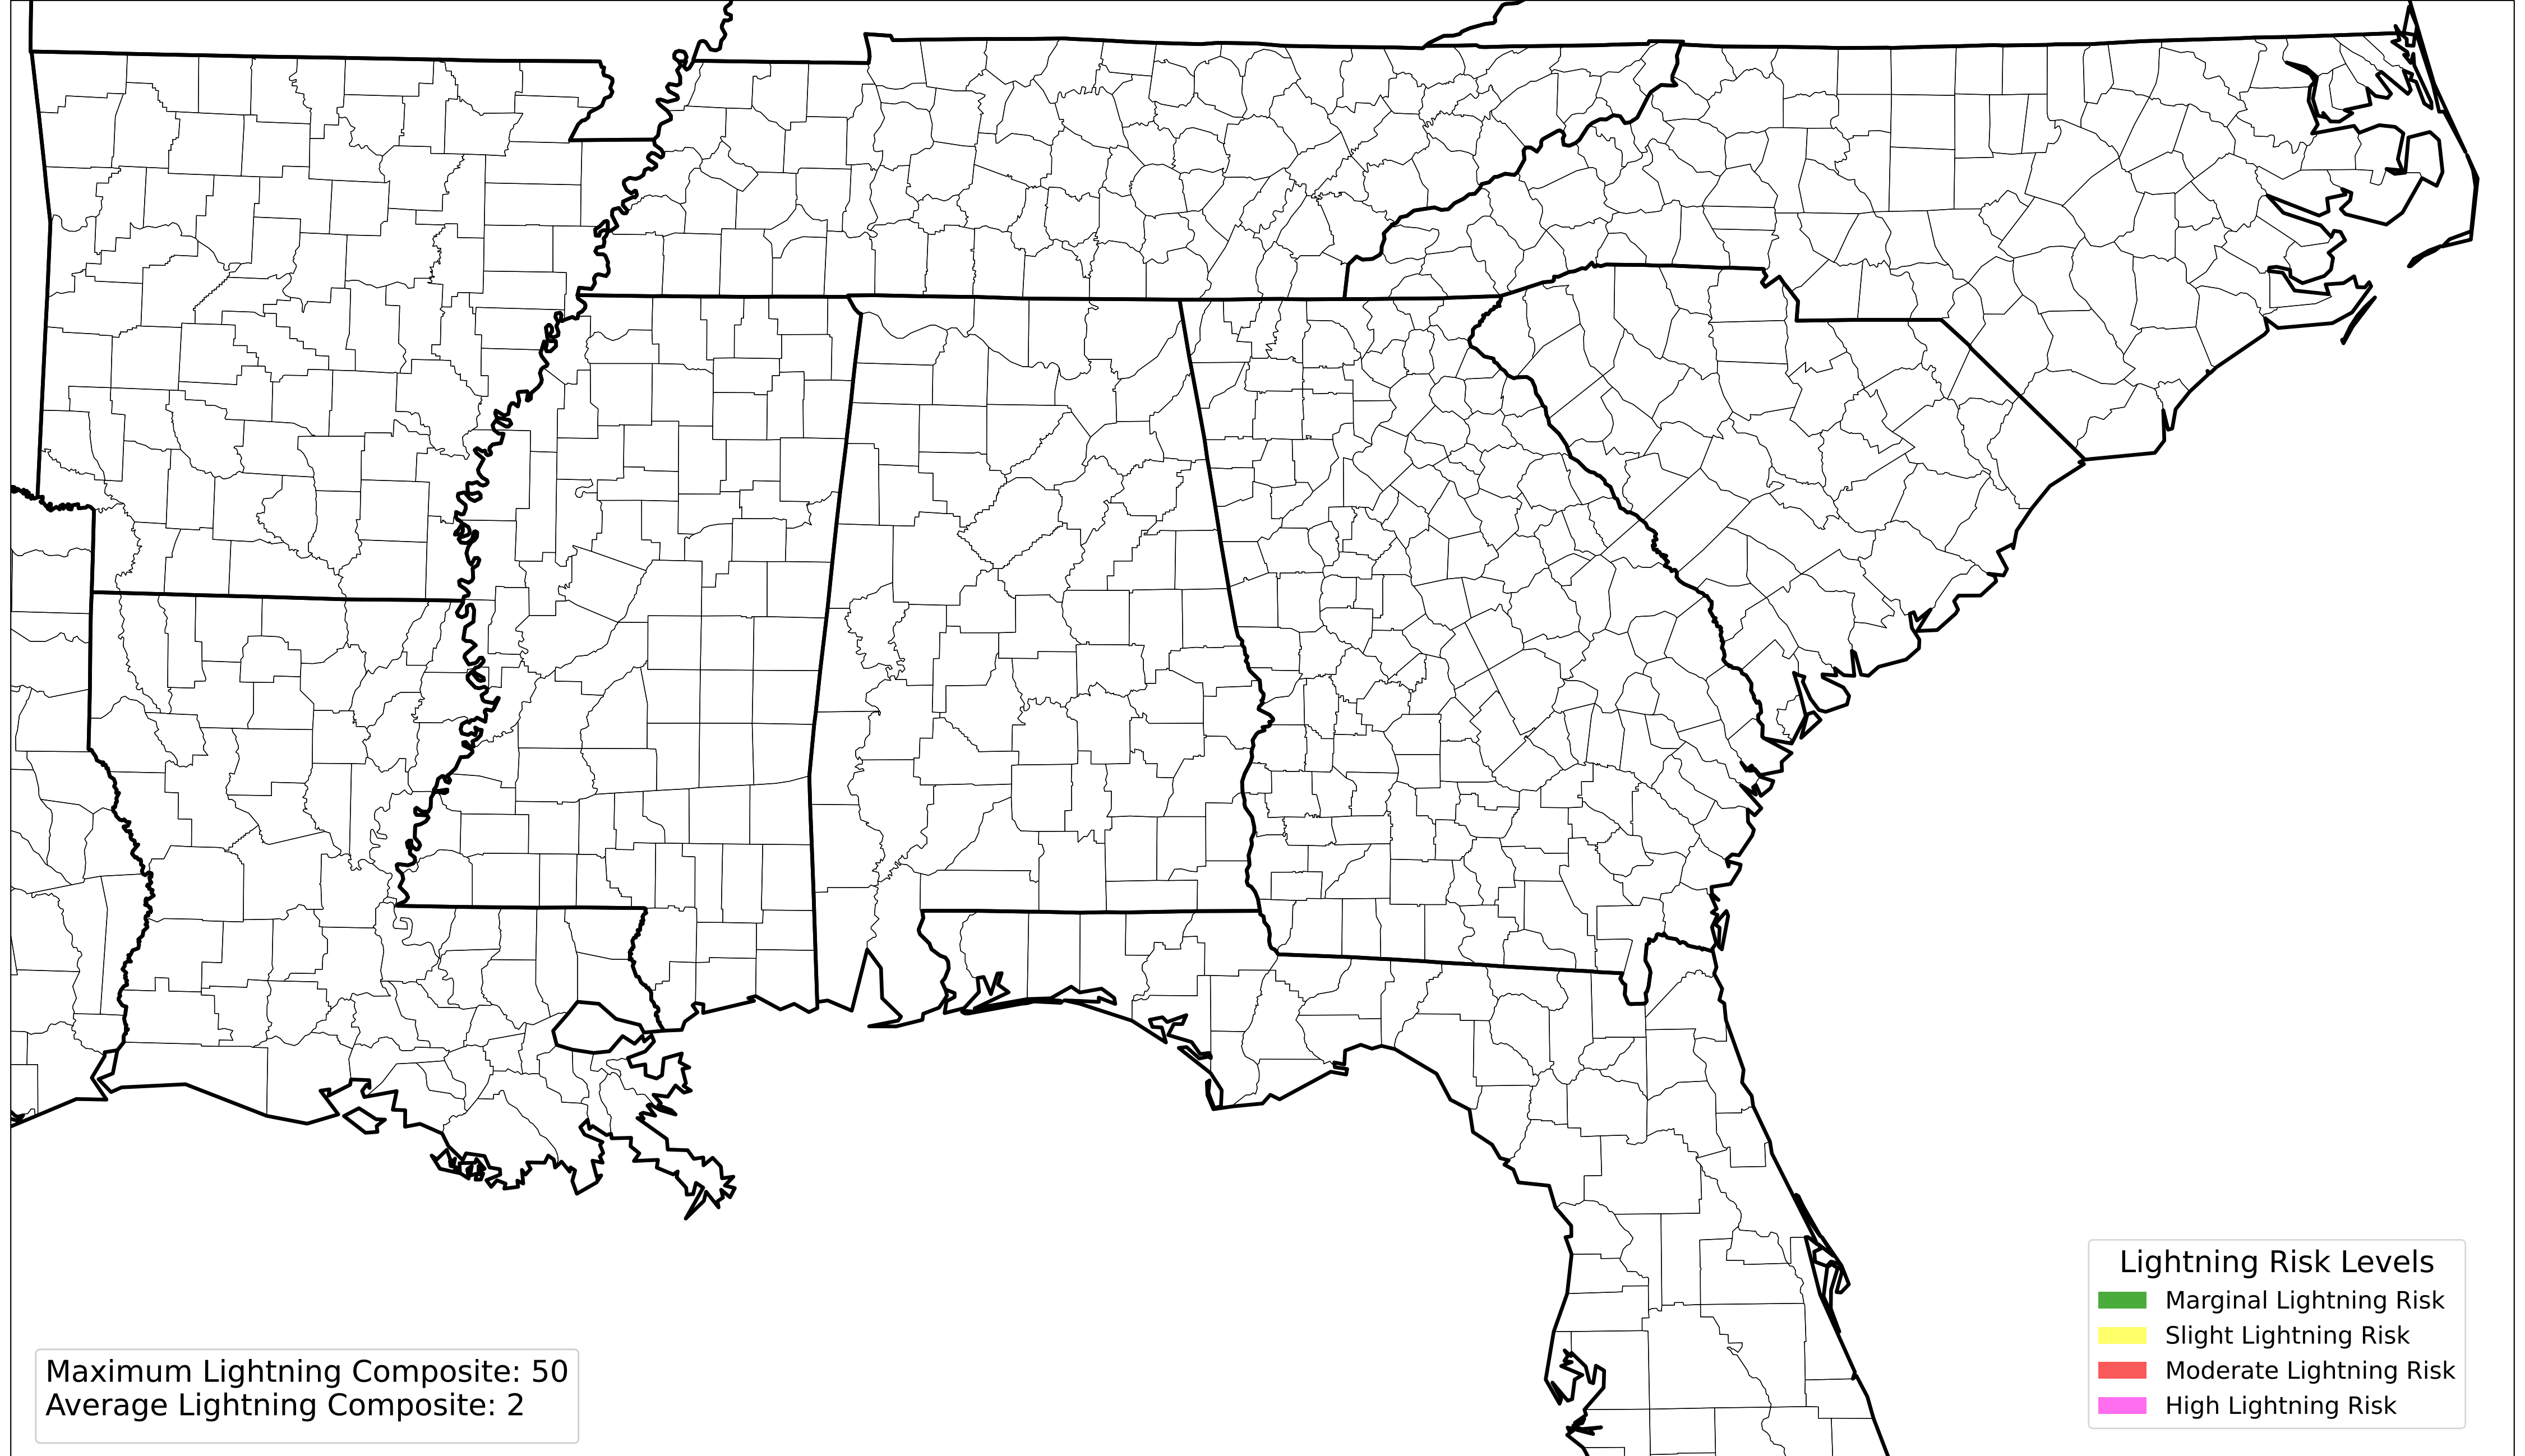 Maximum Lightning Composite: 50
Average Lightning Composite: 2
Lightning Risk Levels
Marginal Lightning Risk
Slight Lightning Risk
Moderate Lightning Risk
High Lightning Risk